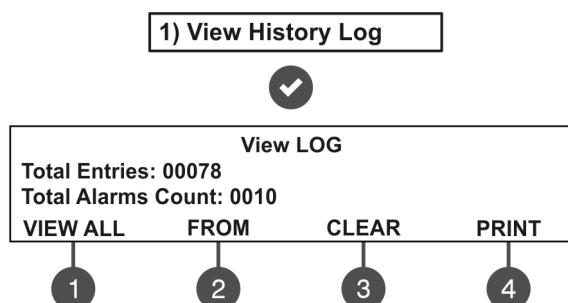 1) View History Log
View LOG
Total Entries: 00078
Total Alarms Count: 0010
VIEW ALL FROM CLEAR PRINT
1 2 3 4